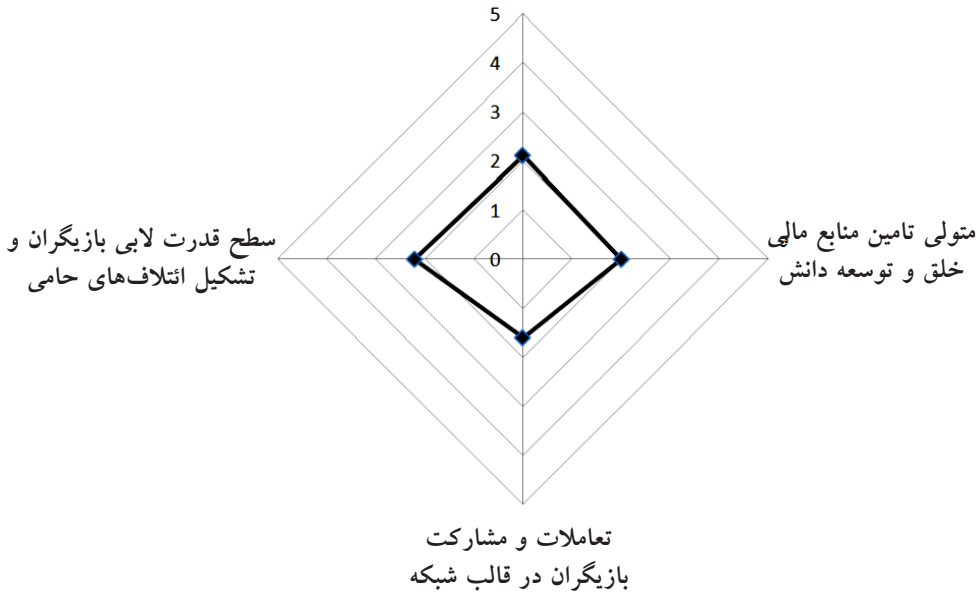 5
4
3
2
1
0
متولی تامین منابع مالی
خلق و توسعه دانش
سطح قدرت لابی بازیگران و
تشکیل ائتلاف‌های حامی
تعاملات و مشارکت
بازیگران در قالب شبکه